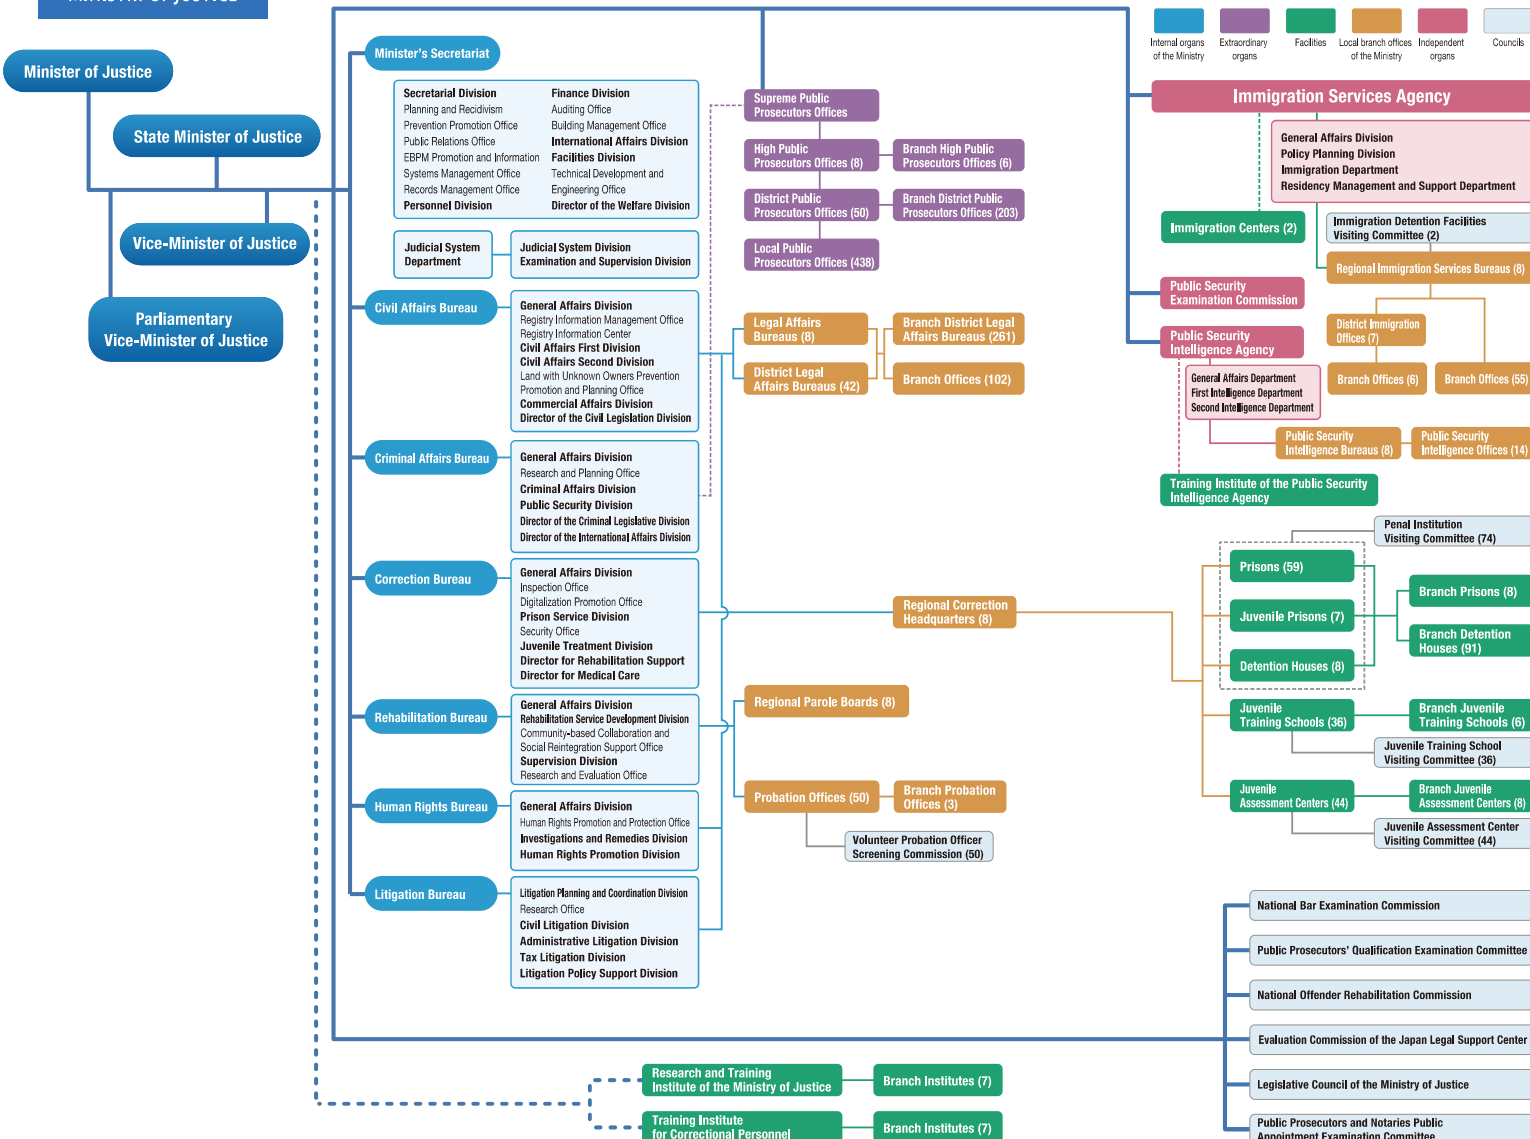 MINISTRY OF JUSTICE
Minister of Justice
State Minister of Justice
Vice-Minister of Justice
Parliamentary
Vice-Minister of Justice
Minister's Secretariat
Secretarial Division
Planning and Recidivism
Prevention Promotion Office
Public Relations Office
EBPM Promotion and Information
Systems Management Office
Records Management Office
Personnel Division
Finance Division
Auditing Office
Building Management Office
International Affairs Division
Facilities Division
Technical Development and
Engineering Office
Director of the Welfare Division
Judicial System
Department
Judicial System Division
Examination and Supervision Division
Civil Affairs Bureau
General Affairs Division
Registry Information Management Office
Registry Information Center
Civil Affairs First Division
Civil Affairs Second Division
Land with Unknown Owners Prevention
Promotion and Planning Office
Commercial Affairs Division
Director of the Civil Legislation Division
Criminal Affairs Bureau
General Affairs Division
Research and Planning Office
Criminal Affairs Division
Public Security Division
Director of the Criminal Legislative Division
Director of the International Affairs Division
Correction Bureau
General Affairs Division
Inspection Office
Digitalization Promotion Office
Prison Service Division
Security Office
Juvenile Treatment Division
Director for Rehabilitation Support
Director for Medical Care
Rehabilitation Bureau
General Affairs Division
Rehabilitation Service Development Division
Community-based Collaboration and
Social Reintegration Support Office
Supervision Division
Research and Evaluation Office
Human Rights Bureau
General Affairs Division
Human Rights Promotion and Protection Office
Investigations and Remedies Division
Human Rights Promotion Division
Litigation Bureau
Litigation Planning and Coordination Division
Research Office
Civil Litigation Division
Administrative Litigation Division
Tax Litigation Division
Litigation Policy Support Division
Supreme Public
Prosecutors Offices
High Public
Prosecutors Offices (8)
Branch High Public
Prosecutors Offices (6)
District Public
Prosecutors Offices (50)
Branch District Public
Prosecutors Offices (203)
Local Public
Prosecutors Offices (438)
Legal Affairs
Bureaus (8)
Branch District Legal
Affairs Bureaus (261)
District Legal
Affairs Bureaus (42)
Branch Offices (102)
Regional Correction
Headquarters (8)
Regional Parole Boards (8)
Probation Offices (50)
Branch Probation
Offices (3)
Volunteer Probation Officer
Screening Commission (50)
Research and Training
Institute of the Ministry of Justice
Branch Institutes (7)
Training Institute
for Correctional Personnel
Branch Institutes (7)
Internal organs
of the Ministry
Extraordinary
organs
Facilities
Local branch offices
of the Ministry
Independent
organs
Councils
Immigration Services Agency
General Affairs Division
Policy Planning Division
Immigration Department
Residency Management and Support Department
Immigration Centers (2)
Immigration Detention Facilities
Visiting Committee (2)
Regional Immigration Services Bureaus (8)
District Immigration
Offices (7)
Branch Offices (6)
Branch Offices (55)
Public Security
Examination Commission
Public Security
Intelligence Agency
General Affairs Department
First Intelligence Department
Second Intelligence Department
Public Security
Intelligence Bureaus (8)
Public Security
Intelligence Offices (14)
Training Institute of the Public Security
Intelligence Agency
Penal Institution
Visiting Committee (74)
Prisons (59)
Juvenile Prisons (7)
Detention Houses (8)
Branch Prisons (8)
Branch Detention
Houses (91)
Juvenile
Training Schools (36)
Branch Juvenile
Training Schools (6)
Juvenile Training School
Visiting Committee (36)
Juvenile
Assessment Centers (44)
Branch Juvenile
Assessment Centers (8)
Juvenile Assessment Center
Visiting Committee (44)
National Bar Examination Commission
Public Prosecutors' Qualification Examination Committee
National Offender Rehabilitation Commission
Evaluation Commission of the Japan Legal Support Center
Legislative Council of the Ministry of Justice
Public Prosecutors and Notaries Public
Appointment Examination Committee